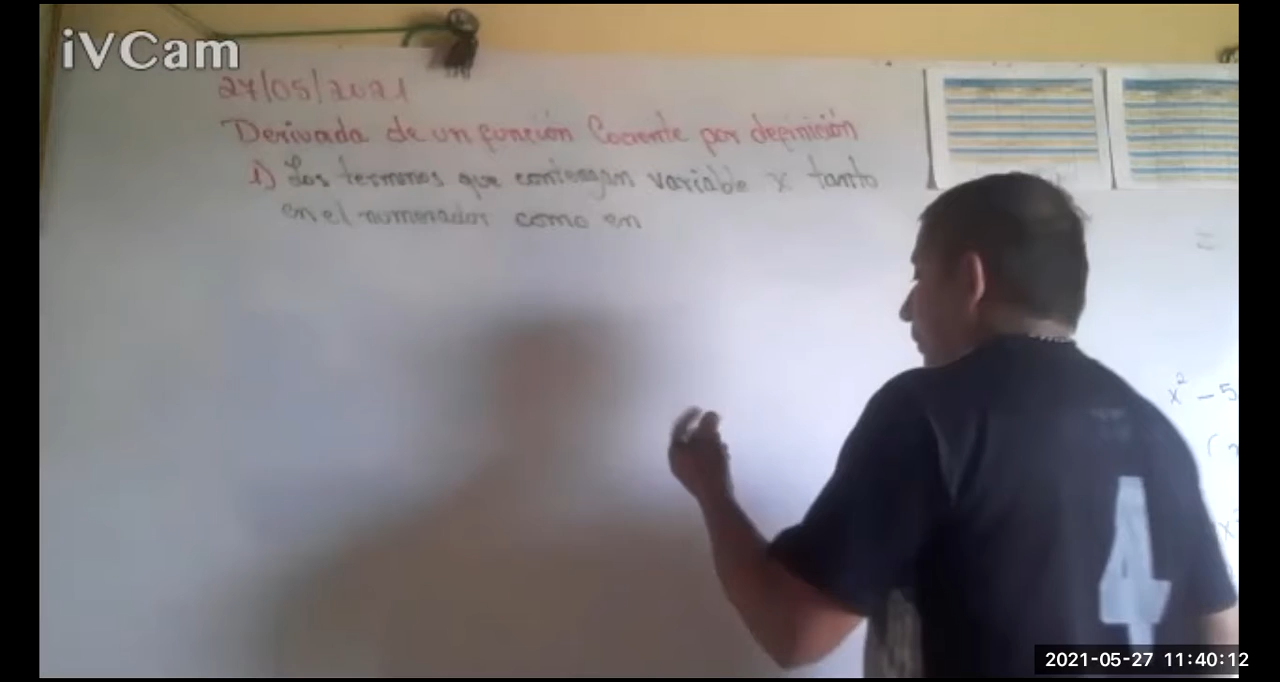 iVCam
27/05/2021
Derivada de un función Cociente por definición
1) Los terminos que contengan variable x tanto
en el numerador como en
=
x² - 5
(
4
2021-05-27 11:40:12